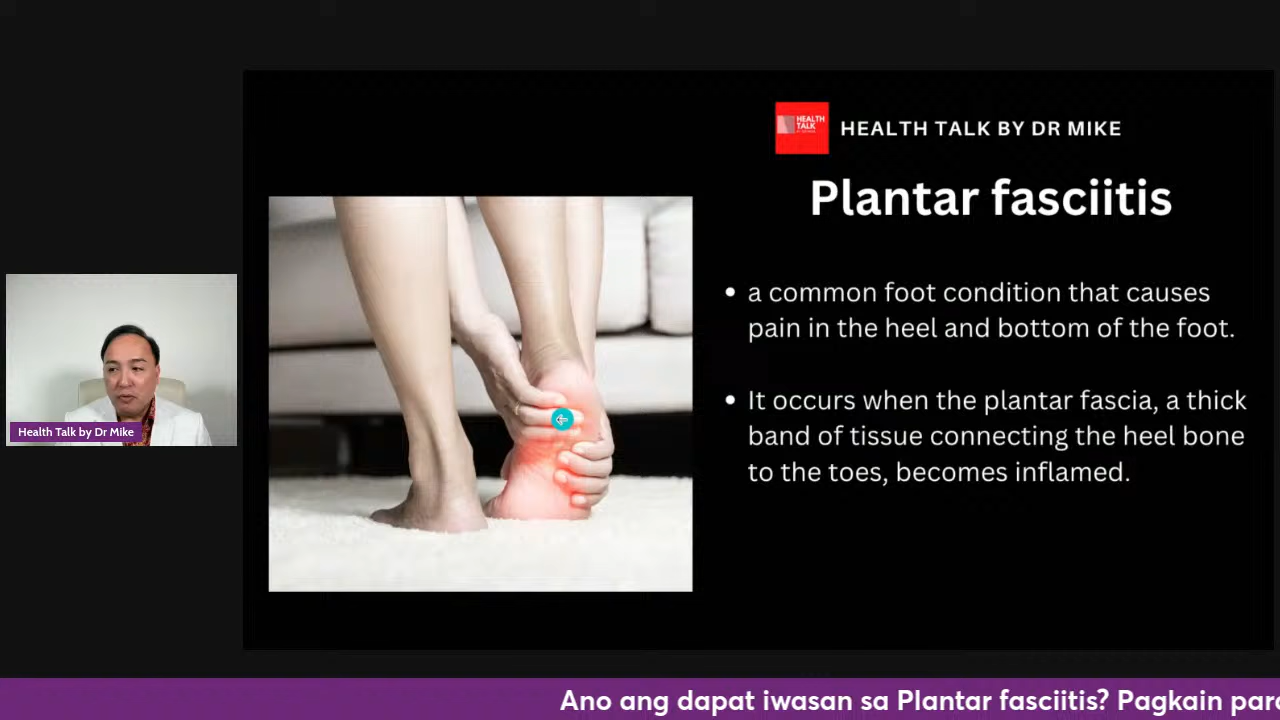 HEALTH
TALK
HEALTH TALK BY DR MIKE
Plantar fasciitis
• a common foot condition that causes
pain in the heel and bottom of the foot.
• It occurs when the plantar fascia, a thick
band of tissue connecting the heel bone
to the toes, becomes inflamed.
Health Talk by Dr Mike
Ano ang dapat iwasan sa Plantar fasciitis? Pagkain